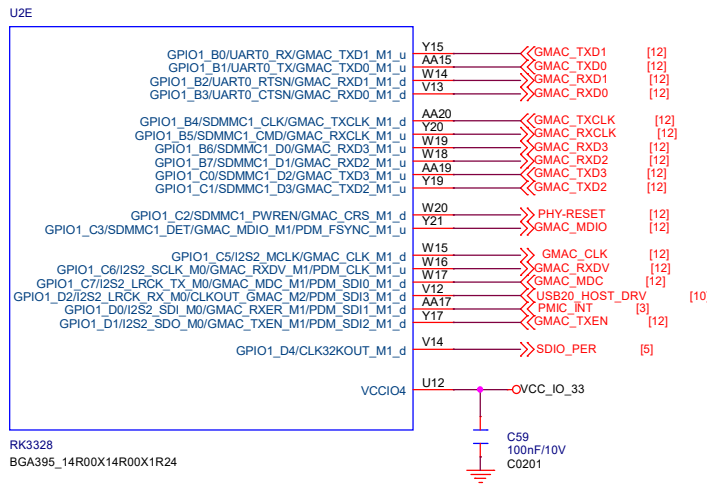 U2E
GPIO1_B0/UART0_RX/GMAC_TXD1_M1_u Y15 GMAC_TXD1 [12]
GPIO1_B1/UART0_TX/GMAC_TXD0_M1_u AA15 GMAC_TXD0 [12]
GPIO1_B2/UART0_RTSN/GMAC_RXD1_M1_d W14 GMAC_RXD1 [12]
GPIO1_B3/UART0_CTSN/GMAC_RXD0_M1_d V13 GMAC_RXD0 [12]
GPIO1_B4/SDMMC1_CLK/GMAC_TXCLK_M1_d AA20 GMAC_TXCLK [12]
GPIO1_B5/SDMMC1_CMD/GMAC_RXCLK_M1_u Y20 GMAC_RXCLK [12]
GPIO1_B6/SDMMC1_D0/GMAC_RXD3_M1_u W19 GMAC_RXD3 [12]
GPIO1_B7/SDMMC1_D1/GMAC_RXD2_M1_u W18 GMAC_RXD2 [12]
GPIO1_C0/SDMMC1_D2/GMAC_TXD3_M1_u AA19 GMAC_TXD3 [12]
GPIO1_C1/SDMMC1_D3/GMAC_TXD2_M1_u Y19 GMAC_TXD2 [12]
GPIO1_C2/SDMMC1_PWREN/GMAC_CRS_M1_d W20 PHY-RESET [12]
GPIO1_C3/SDMMC1_DET/GMAC_MDIO_M1/PDM_FSYNC_M1_u Y21 GMAC_MDIO [12]
GPIO1_C5/I2S2_MCLK/GMAC_CLK_M1_d W15 GMAC_CLK [12]
GPIO1_C6/I2S2_SCLK_M0/GMAC_RXDV_M1/PDM_CLK_M1_u W16 GMAC_RXDV [12]
GPIO1_C7/I2S2_LRCK_TX_M0/GMAC_MDC_M1/PDM_SDI0_M1_d W17 GMAC_MDC [12]
GPIO1_D2/I2S2_LRCK_RX_M0/CLKOUT_GMAC_M2/PDM_SDI3_M1_d V12 USB20_HOST_DRV [10]
GPIO1_D0/I2S2_SDI_M0/GMAC_RXER_M1/PDM_SDI1_M1_d AA17 PMIC_INT [3]
GPIO1_D1/I2S2_SDO_M0/GMAC_TXEN_M1/PDM_SDI2_M1_d Y17 GMAC_TXEN [12]
GPIO1_D4/CLK32KOUT_M1_d V14 SDIO_PER [5]
VCCIO4 U12 VCC_IO_33
C59
100nF/10V
C0201
RK3328
BGA395_14R00X14R00X1R24